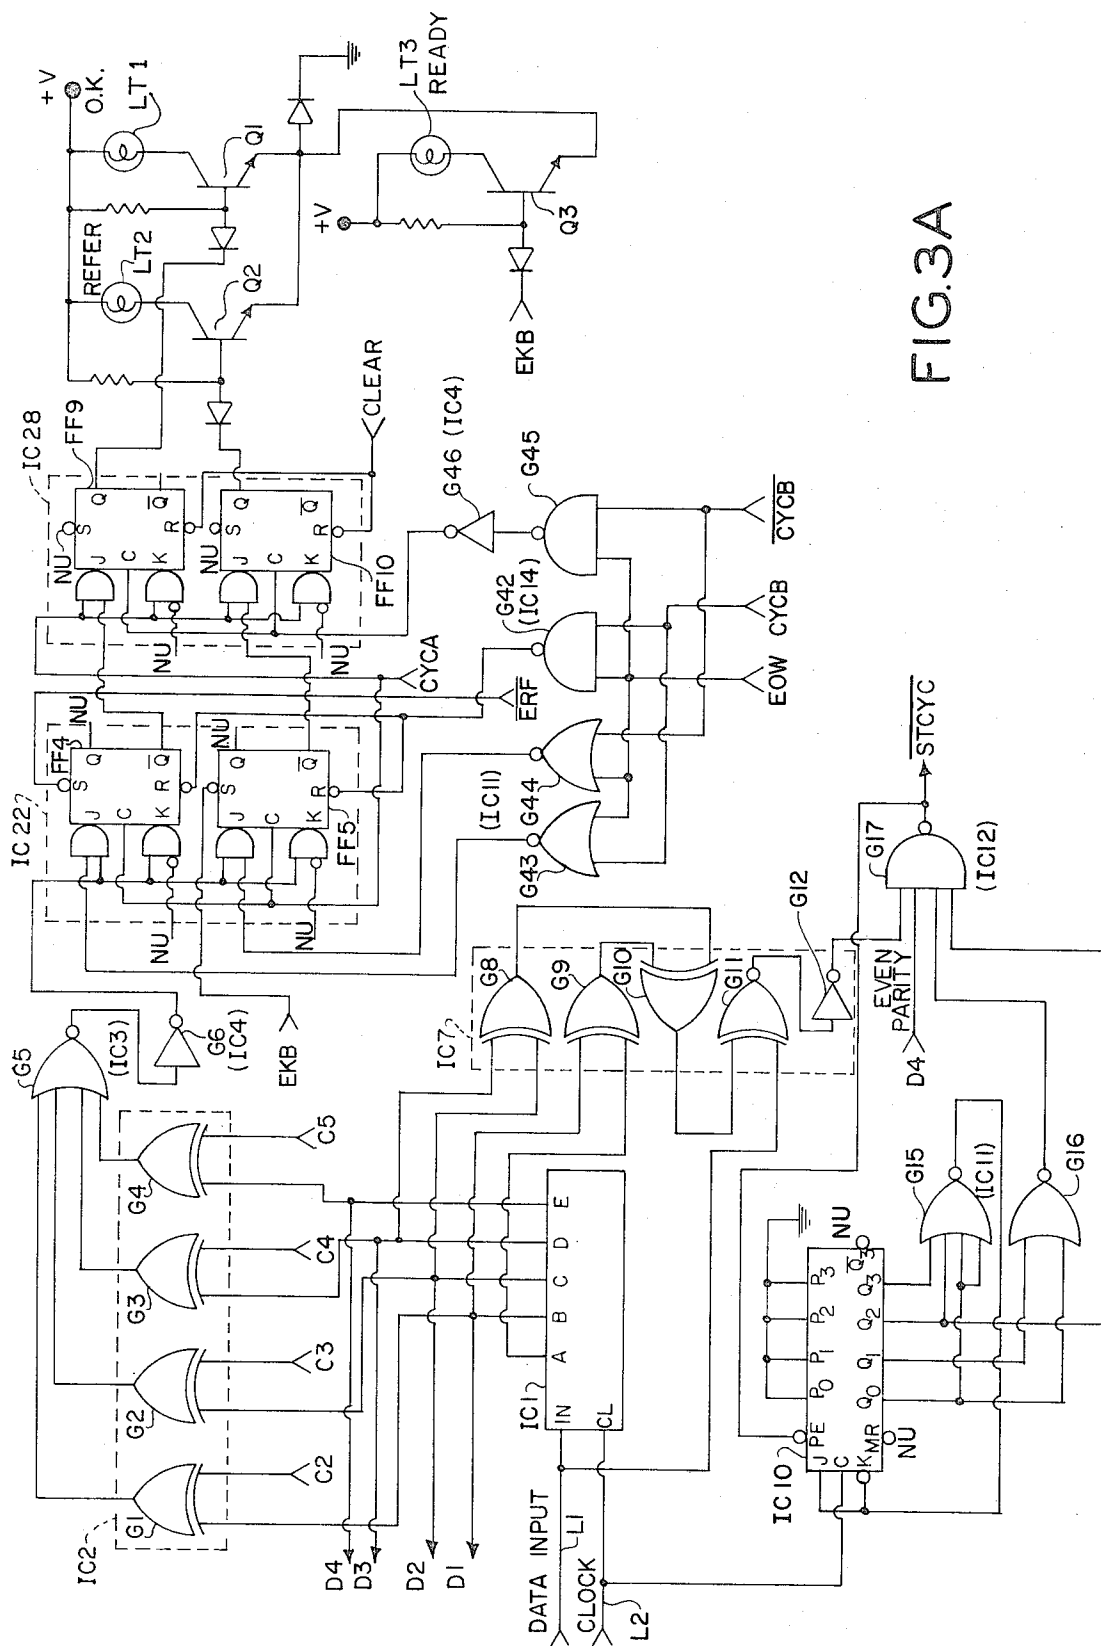 +V
O.K.
LT1
REFER
LT2
Q1
Q2
+V
LT3
READY
Q3
EKB
FIG.3A
IC28
FF9
NU
S
J
Q
C
K
R
Q̅
NU
NU
S
J
Q
C
K
R
Q̅
NU
FF10
CLEAR
IC22
FF4
NU
S
J
Q
C
K
R
Q̅
NU
NU
S
J
Q
C
K
R
Q̅
NU
FF5
CYCA
E̅R̅F̅
G46 (IC4)
G45
G42
(IC14)
G44
(IC11)
G43
C̅Y̅C̅B̅
CYCB
EOW
S̅T̅C̅Y̅C̅
G5
(IC3)
G6
(IC4)
EKB
IC7
G8
G9
G10
G11
G12
EVEN
PARITY
D4
G17
(IC12)
IC2
G1
G2
G3
G4
C2
C3
C4
C5
D4
D3
D2
D1
IC1
IN
CL
A
B
C
D
E
DATA INPUT
L1
CLOCK
L2
IC10
J
PE
P0
P1
P2
P3
C
K
MR
Q0
Q1
Q2
Q3
Q̅3
NU
NU
G15
(IC11)
G16